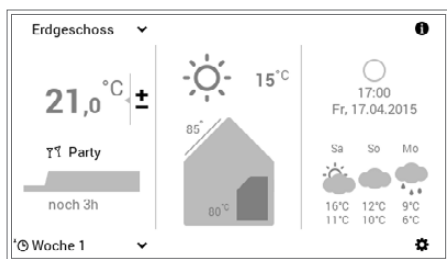 Erdgeschoss
21,0 °C ±
Party
noch 3h
Woche 1
15°C
85°
80°C
17:00
Fr, 17.04.2015
Sa So Mo
16°C 12°C 9°C
11°C 10°C 6°C